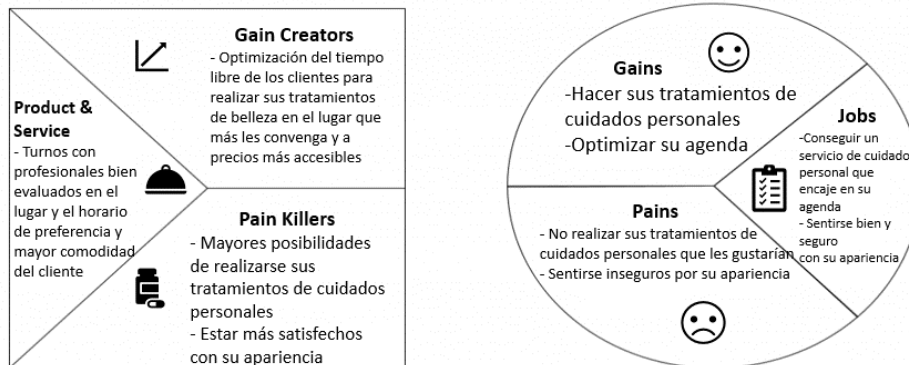 Gain Creators
- Optimización del tiempo
libre de los clientes para
realizar sus tratamientos
de belleza en el lugar que
más les convenga y a
precios más accesibles
Product &
Service
- Turnos con
profesionales bien
evaluados en el
lugar y el horario
de preferencia y
mayor comodidad
del cliente
Pain Killers
- Mayores posibilidades
de realizarse sus
tratamientos de cuidados
personales
- Estar más satisfechos
con su apariencia
Gains
-Hacer sus tratamientos de
cuidados personales
-Optimizar su agenda
Jobs
-Conseguir un
servicio de cuidado
personal que
encaje en su
agenda
- Sentirse bien y
seguro
con su apariencia
Pains
- No realizar sus tratamientos de
cuidados personales que les gustarían
- Sentirse inseguros por su apariencia